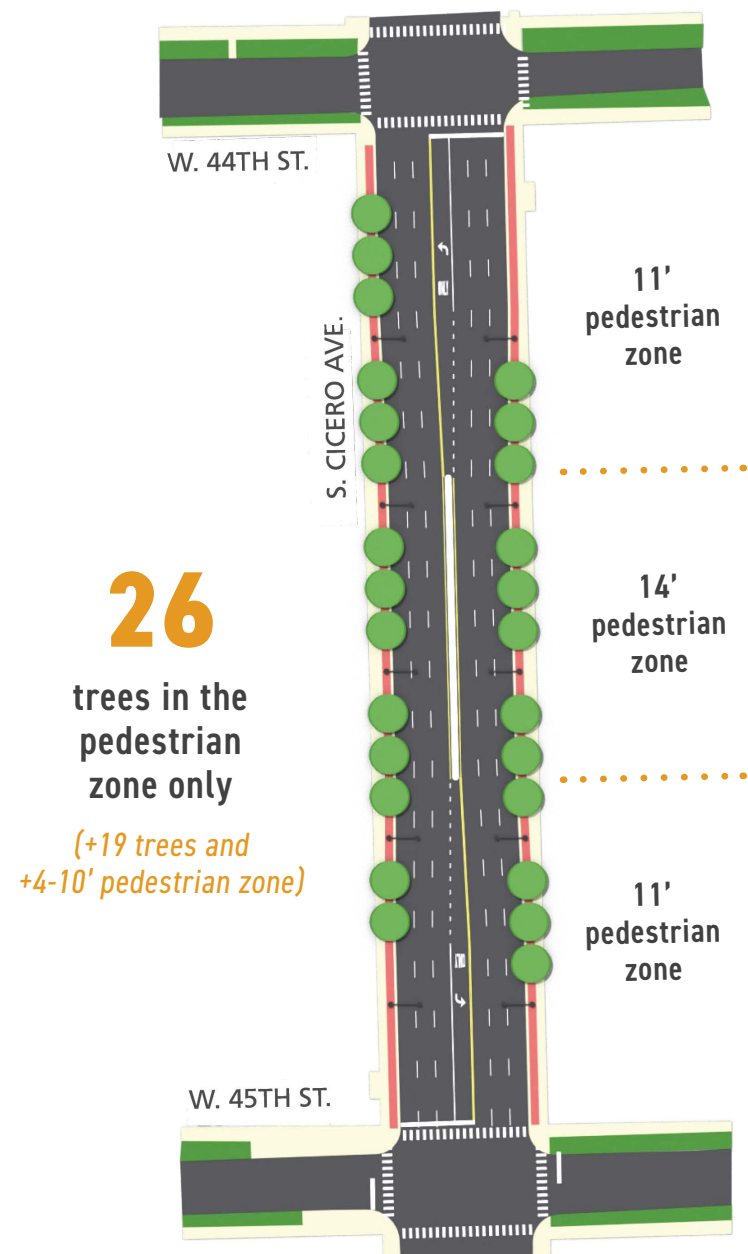 W. 44TH ST.
S. CICERO AVE.
11'
pedestrian
zone
26
trees in the
pedestrian
zone only
(+19 trees and
+4-10' pedestrian zone)
14'
pedestrian
zone
11'
pedestrian
zone
W. 45TH ST.